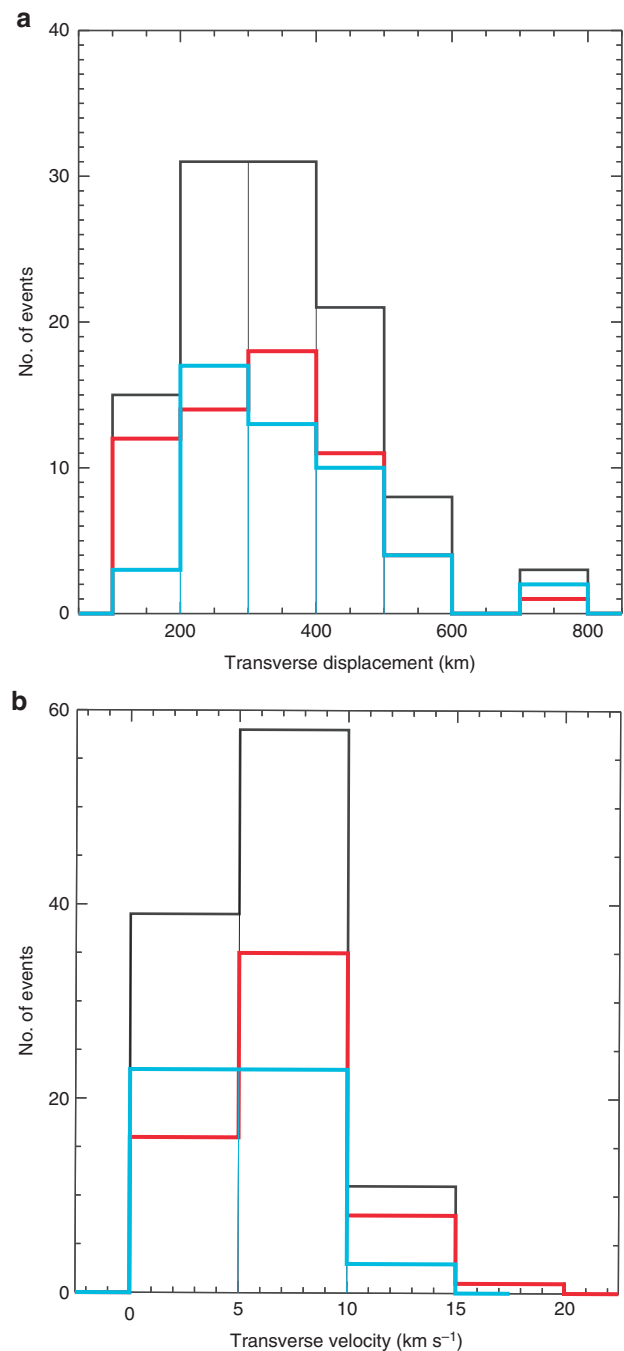 a
40
30
20
10
0
No. of events
200 400 600 800
Transverse displacement (km)
b
60
40
20
0
No. of events
0 5 10 15 20
Transverse velocity (km s⁻¹)